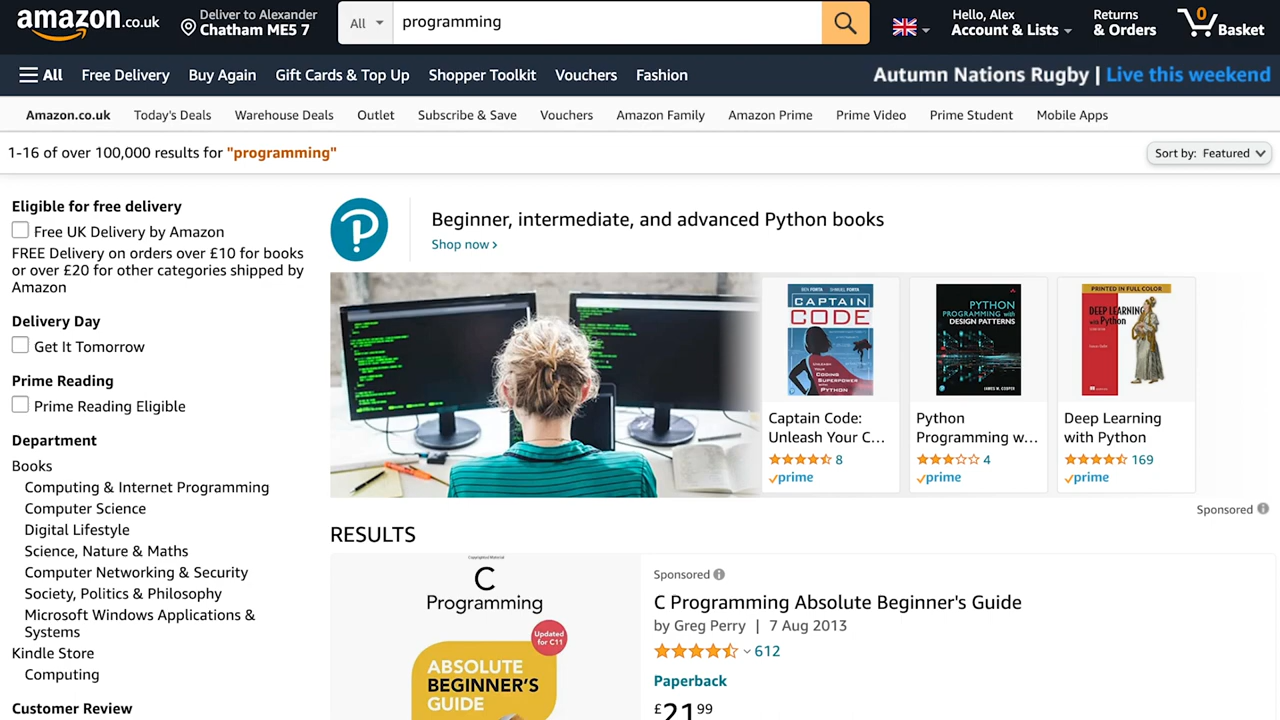 amazon.co.uk
Deliver to Alexander
Chatham ME5 7
All
programming
Hello, Alex
Account & Lists
Returns
& Orders
0
Basket
All
Free Delivery
Buy Again
Gift Cards & Top Up
Shopper Toolkit
Vouchers
Fashion
Autumn Nations Rugby | Live this weekend
Amazon.co.uk
Today's Deals
Warehouse Deals
Outlet
Subscribe & Save
Vouchers
Amazon Family
Amazon Prime
Prime Video
Prime Student
Mobile Apps
1-16 of over 100,000 results for "programming"
Sort by: Featured
Eligible for free delivery
Free UK Delivery by Amazon
FREE Delivery on orders over £10 for books
or over £20 for other categories shipped by
Amazon
Delivery Day
Get It Tomorrow
Prime Reading
Prime Reading Eligible
Department
Books
Computing & Internet Programming
Computer Science
Digital Lifestyle
Science, Nature & Maths
Computer Networking & Security
Society, Politics & Philosophy
Microsoft Windows Applications &
Systems
Kindle Store
Computing
Customer Review
P
Beginner, intermediate, and advanced Python books
Shop now ›
CAPTAIN
CODE
UNLEASH YOUR
CODING SUPERPOWER
WITH PYTHON
Captain Code:
Unleash Your C...
8
prime
PYTHON
PROGRAMMING with
DESIGN PATTERNS
JAMES W. COOPER
Python
Programming w...
4
prime
PRINTED IN FULL COLOR
DEEP LEARNING
with Python
Deep Learning
with Python
169
prime
Sponsored
RESULTS
Copyrighted Material
C
Programming
Updated
for C11
ABSOLUTE
BEGINNER'S
GUIDE
Sponsored
C Programming Absolute Beginner's Guide
by Greg Perry | 7 Aug 2013
612
Paperback
£21.99